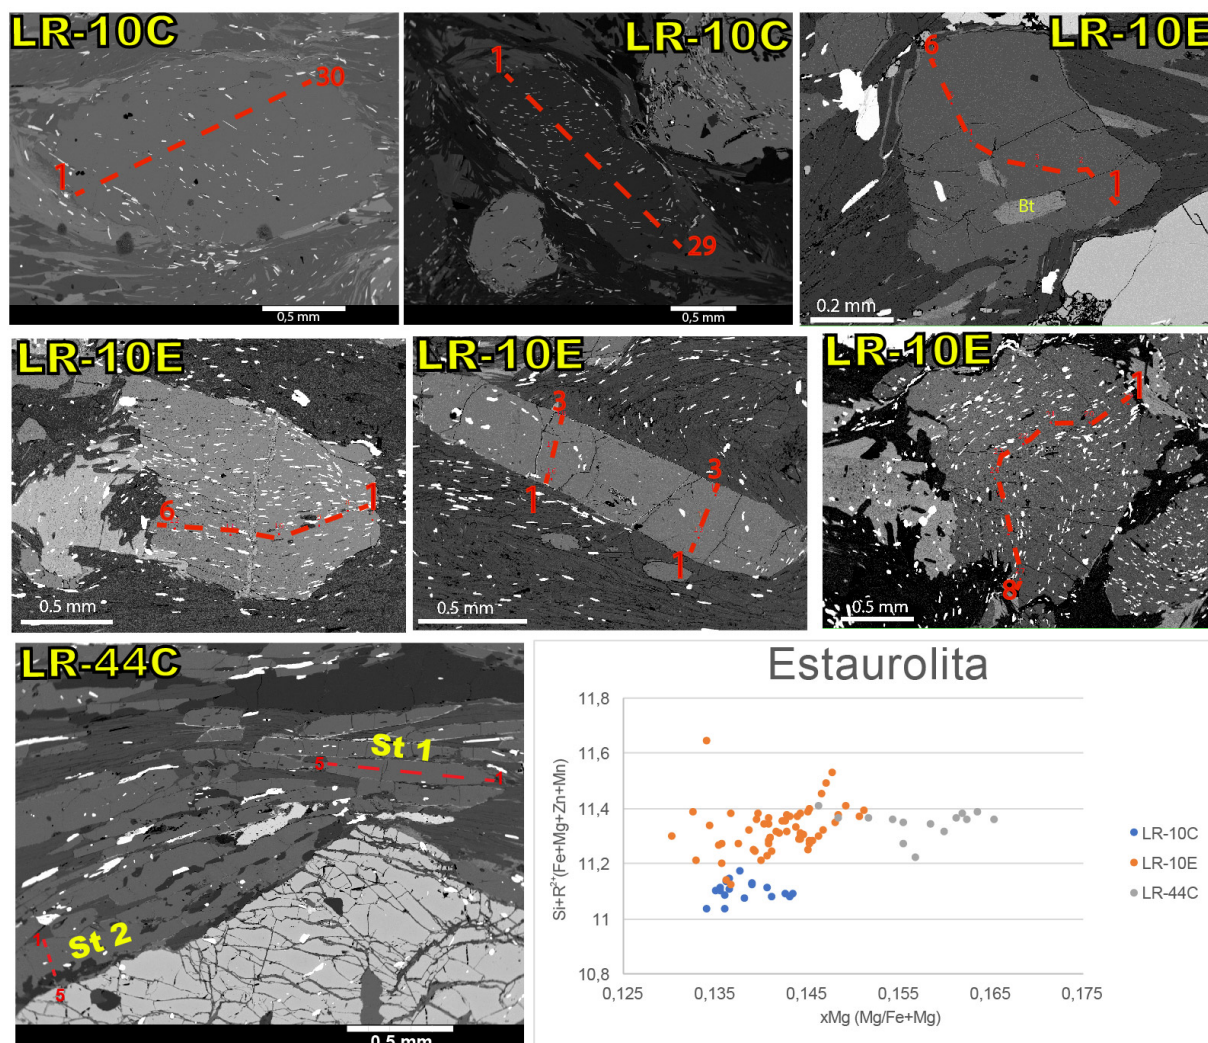 LR-10C
30
1
0,5 mm
LR-10C
1
29
0,5 mm
LR-10E
6
Bt
1
0.2 mm
LR-10E
6
1
0.5 mm
LR-10E
3
1
3
1
0.5 mm
LR-10E
1
8
0.5 mm
LR-44C
St 1
5
1
St 2
1
5
0.5 mm
Estaurolita
Si+R²⁺(Fe+Mg+Zn+Mn)
11,8
11,6
11,4
11,2
11
10,8
0,125
0,135
0,145
0,155
0,165
0,175
xMg (Mg/Fe+Mg)
LR-10C
LR-10E
LR-44C